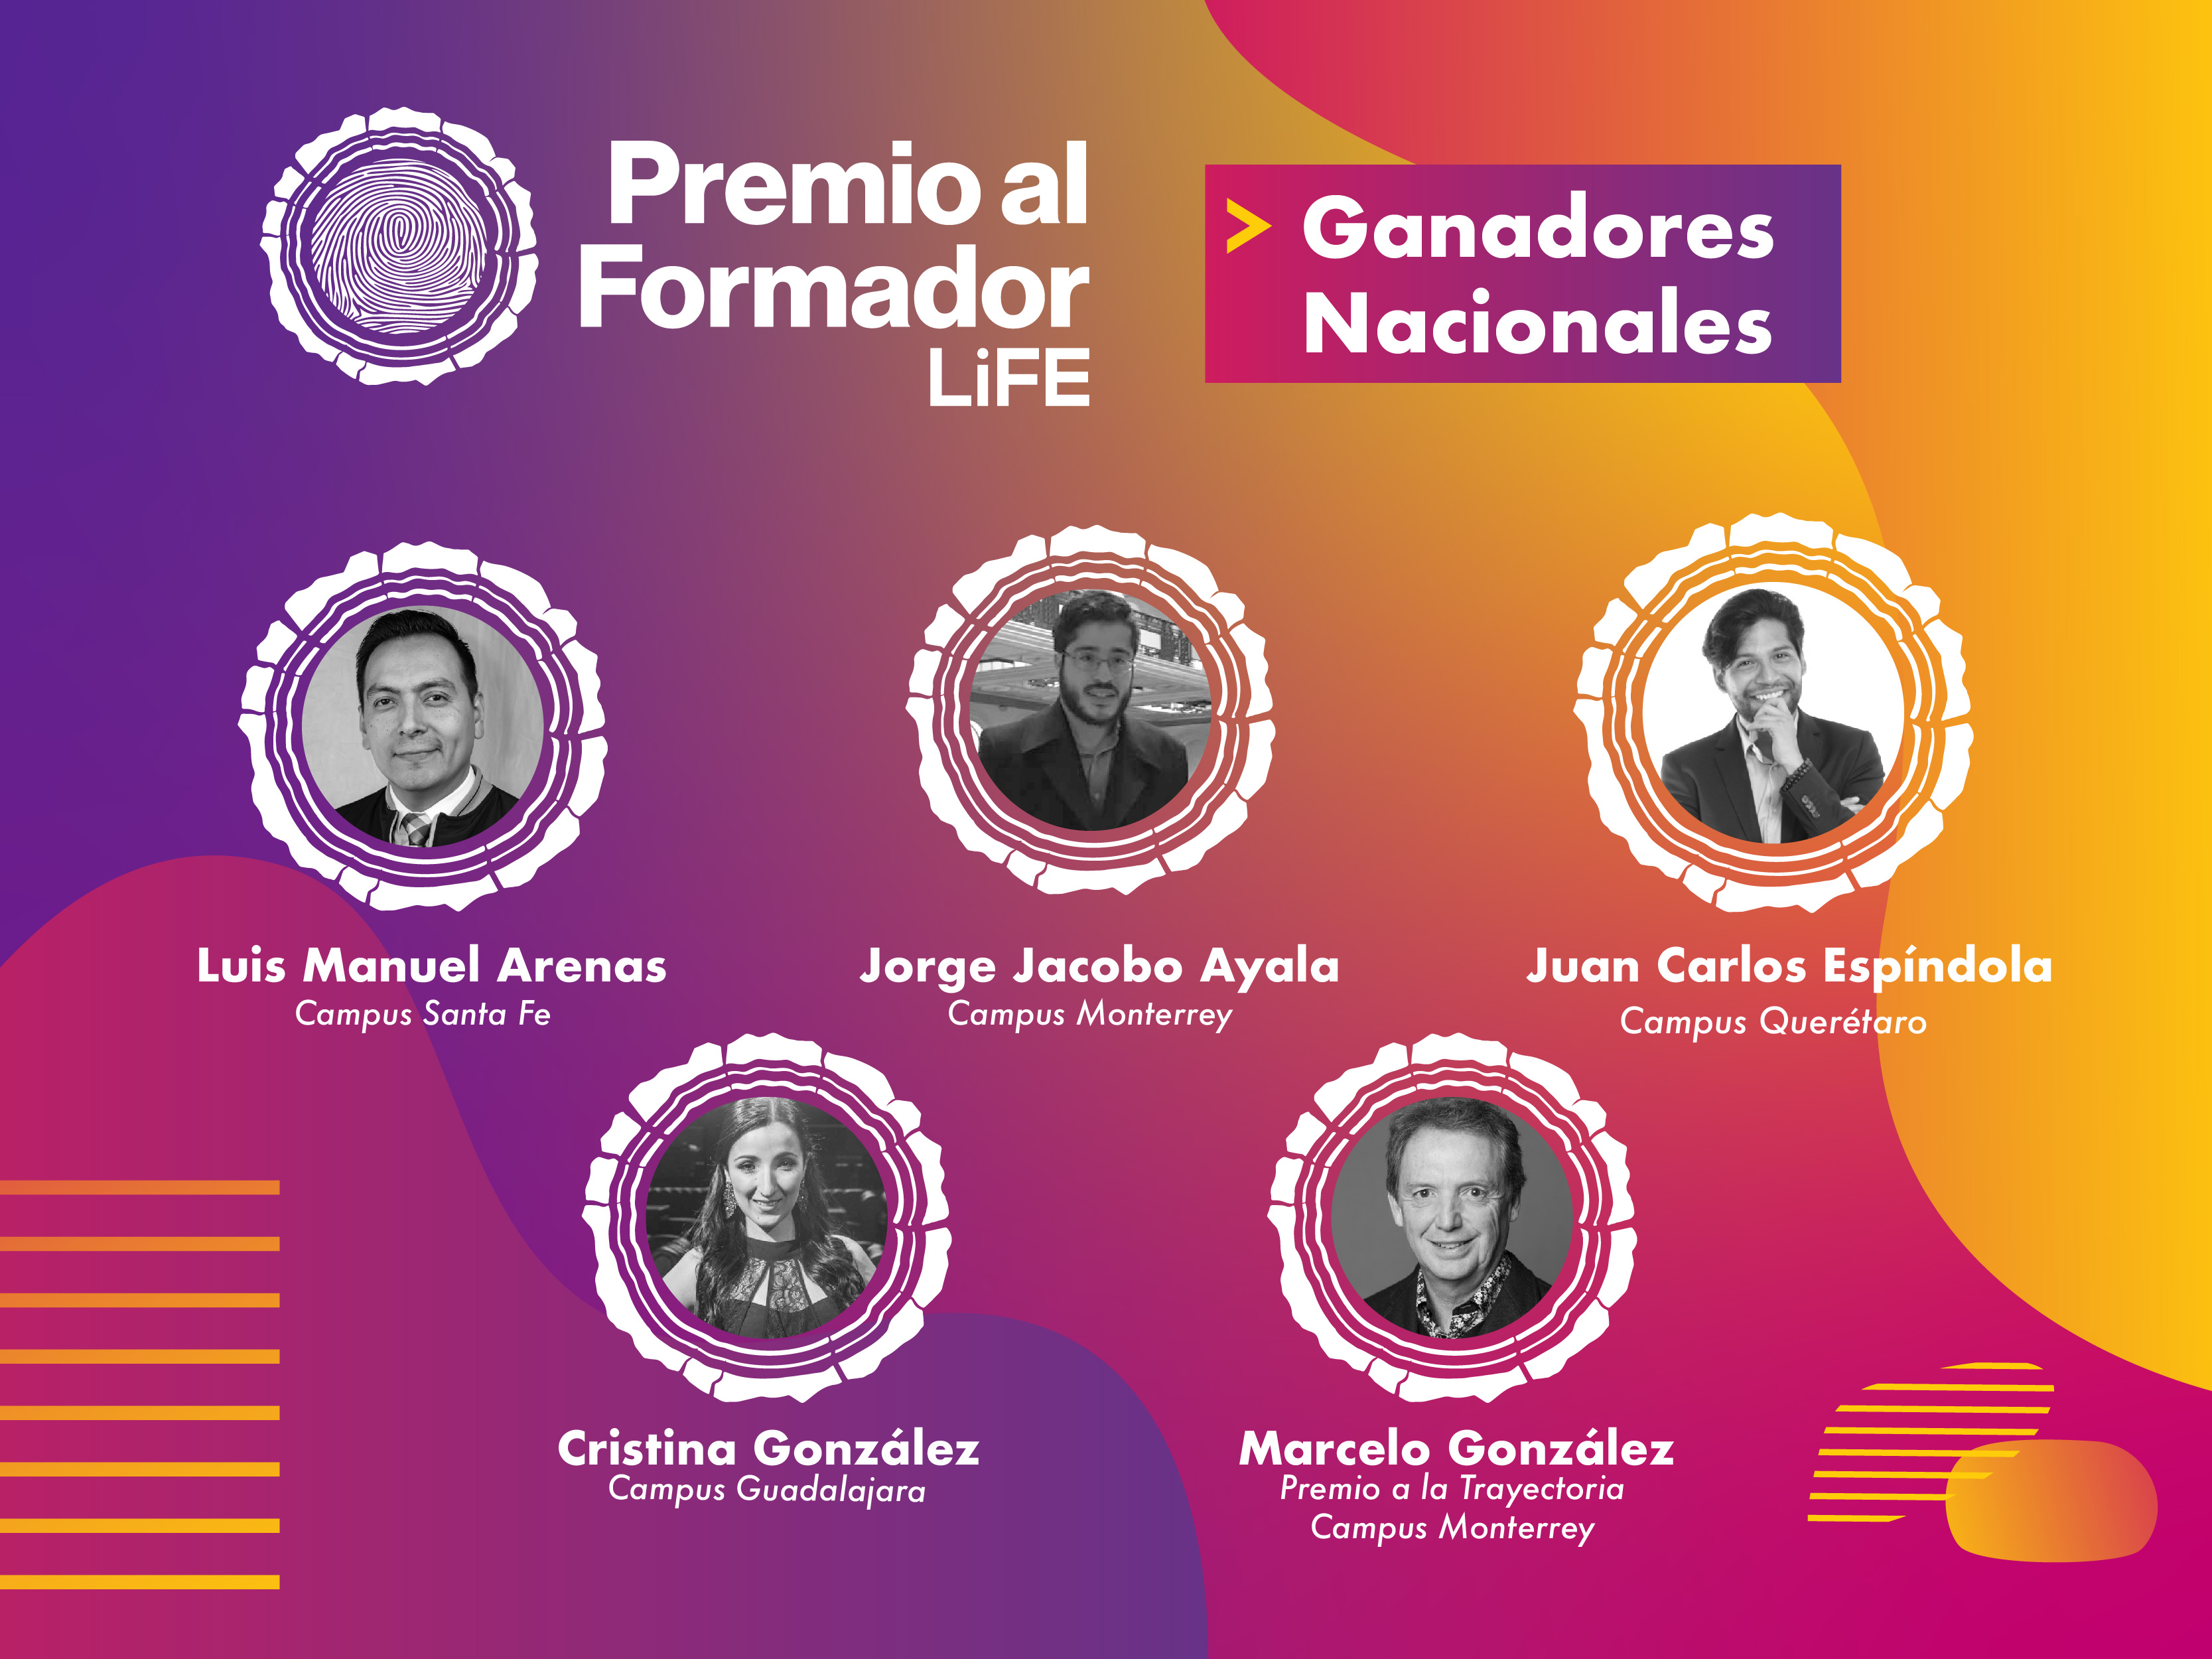 Premio al
Formador
LiFE
> Ganadores
Nacionales
Luis Manuel Arenas
Campus Santa Fe
Jorge Jacobo Ayala
Campus Monterrey
Juan Carlos Espíndola
Campus Querétaro
Cristina González
Campus Guadalajara
Marcelo González
Premio a la Trayectoria
Campus Monterrey